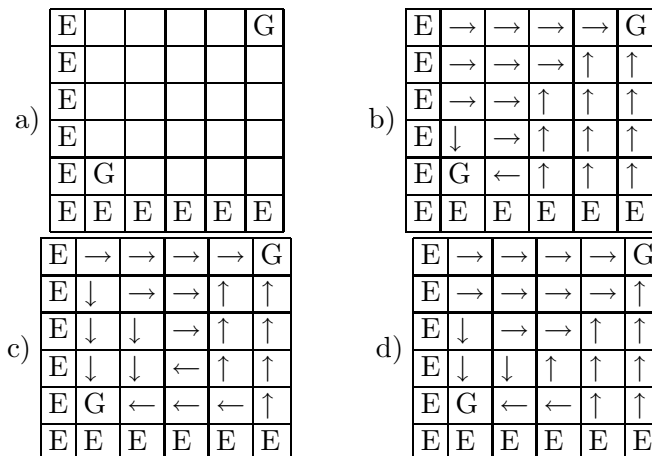 a)
E G
E
E
E
E G
E E E E E E
b)
E → → → → G
E → → → ↑ ↑
E → → ↑ ↑ ↑
E ↓ → ↑ ↑ ↑
E G ← ↑ ↑ ↑
E E E E E E
c)
E → → → → G
E ↓ → → ↑ ↑
E ↓ ↓ → ↑ ↑
E ↓ ↓ ← ↑ ↑
E G ← ← ← ↑
E E E E E E
d)
E → → → → G
E → → → → ↑
E ↓ → → ↑ ↑
E ↓ ↓ ↑ ↑ ↑
E G ← ← ↑ ↑
E E E E E E